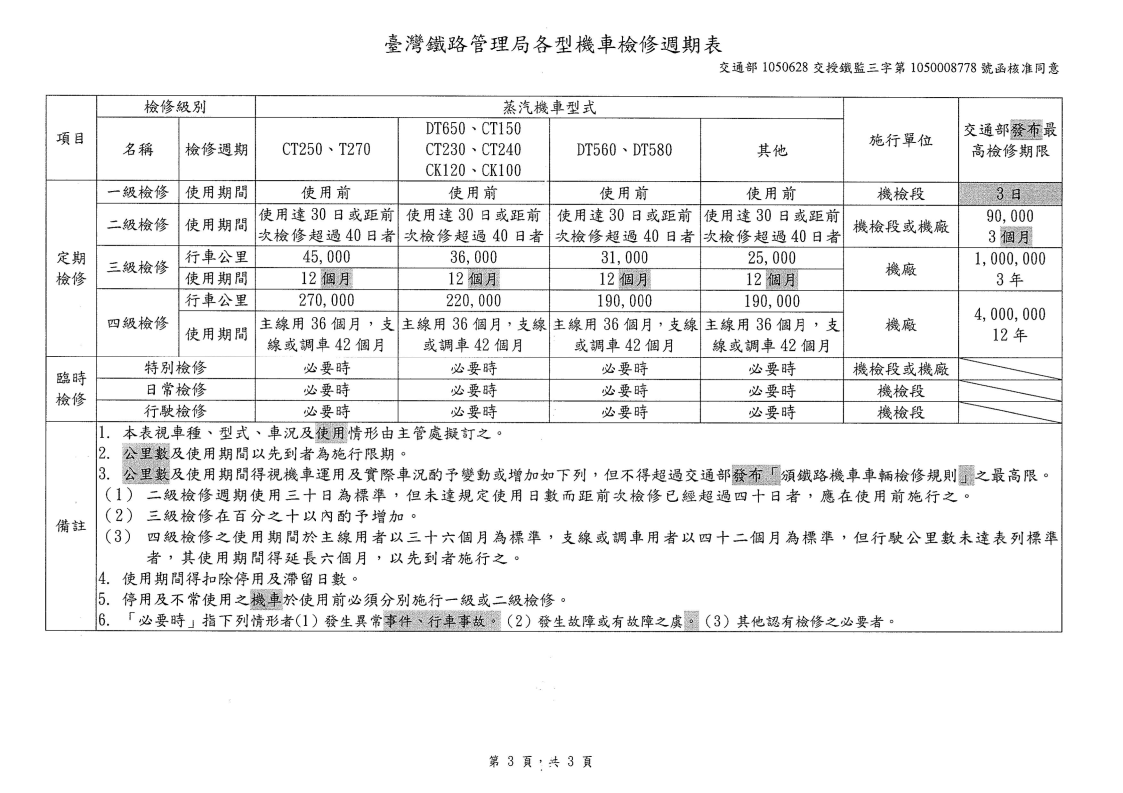 臺灣鐵路管理局各型機車檢修週期表
交通部 1050628 交授鐵監三字第 1050008778 號函核准同意
項目 檢修級別 蒸汽機車型式 施行單位 交通部發布最高檢修期限
名稱 檢修週期 CT250、T270 DT650、CT150 CT230、CT240 CK120、CK100 DT560、DT580 其他
定期檢修 一級檢修 使用期間 使用前 使用前 使用前 使用前 機檢段 3 日
二級檢修 使用期間 使用達 30 日或距前次檢修超過 40 日者 使用達 30 日或距前次檢修超過 40 日者 使用達 30 日或距前次檢修超過 40 日者 使用達 30 日或距前次檢修超過 40 日者 機檢段或機廠 90,000 3 個月
三級檢修 行車公里 45,000 36,000 31,000 25,000 機廠 1,000,000 3 年
使用期間 12 個月 12 個月 12 個月 12 個月
四級檢修 行車公里 270,000 220,000 190,000 190,000 機廠 4,000,000 12 年
使用期間 主線用 36 個月，支線或調車 42 個月 主線用 36 個月，支線或調車 42 個月 主線用 36 個月，支線或調車 42 個月 主線用 36 個月，支線或調車 42 個月
臨時檢修 特別檢修 必要時 必要時 必要時 必要時 機檢段或機廠
日常檢修 必要時 必要時 必要時 必要時 機檢段
行駛檢修 必要時 必要時 必要時 必要時 機檢段
備註
1. 本表視車種、型式、車況及使用情形由主管處擬訂之。
2. 公里數及使用期間以先到者為施行限期。
3. 公里數及使用期間得視機車運用及實際車況酌予變動或增加如下列，但不得超過交通部發布「頒鐵路機車車輛檢修規則」之最高限。
(1) 二級檢修週期使用三十日為標準，但未達規定使用日數而距前次檢修已經超過四十日者，應在使用前施行之。
(2) 三級檢修在百分之十以內酌予增加。
(3) 四級檢修之使用期間於主線用者以三十六個月為標準，支線或調車用者以四十二個月為標準，但行駛公里數未達表列標準
者，其使用期間得延長六個月，以先到者施行之。
4. 使用期間得扣除停用及滯留日數。
5. 停用及不常使用之機車於使用前必須分別施行一級或二級檢修。
6. 「必要時」指下列情形者(1)發生異常事件、行車事故。(2)發生故障或有故障之虞。(3)其他認有檢修之必要者。
第 3 頁，共 3 頁